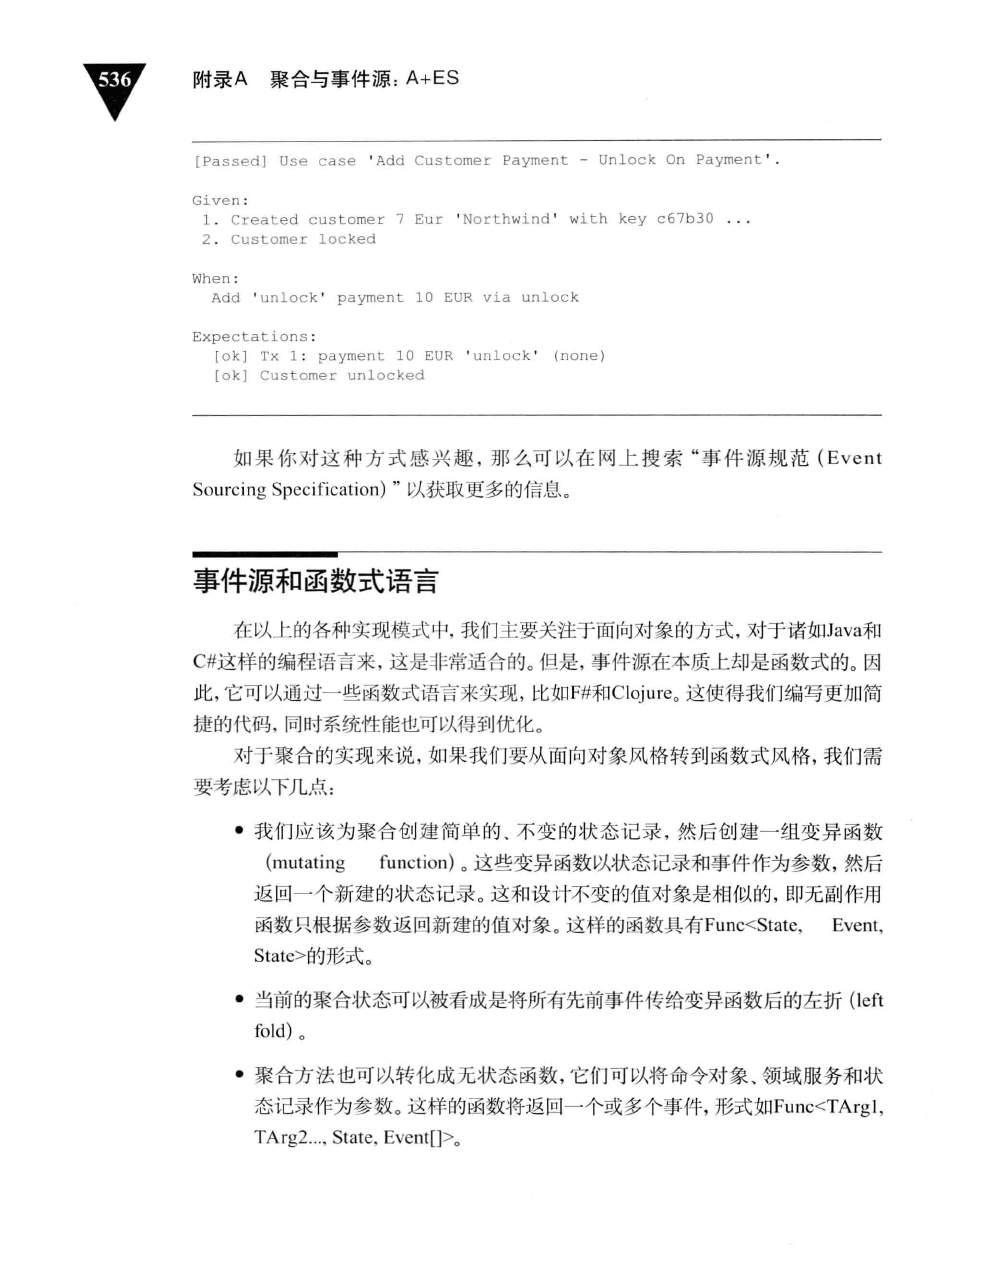 536
附录A 聚合与事件源：A+ES
[Passed] Use case 'Add Customer Payment - Unlock On Payment'.
Given:
1. Created customer 7 Eur 'Northwind' with key c67b30 ...
2. Customer locked
When:
Add 'unlock' payment 10 EUR via unlock
Expectations:
[ok] Tx 1: payment 10 EUR 'unlock' (none)
[ok] Customer unlocked
如果你对这种方式感兴趣，那么可以在网上搜索“事件源规范（Event
Sourcing Specification）”以获取更多的信息。
事件源和函数式语言
在以上的各种实现模式中，我们主要关注于面向对象的方式，对于诸如Java和
C#这样的编程语言来，这是非常适合的。但是，事件源在本质上却是函数式的。因
此，它可以通过一些函数式语言来实现，比如F#和Clojure。这使得我们编写更加简
捷的代码，同时系统性能也可以得到优化。
对于聚合的实现来说，如果我们要从面向对象风格转到函数式风格，我们需
要考虑以下几点：
● 我们应该为聚合创建简单的、不变的状态记录，然后创建一组变异函数
（mutating function）。这些变异函数以状态记录和事件作为参数，然后
返回一个新建的状态记录。这和设计不变的值对象是相似的，即无副作用
函数只根据参数返回新建的值对象。这样的函数具有Func<State, Event,
State>的形式。
● 当前的聚合状态可以被看成是将所有先前事件传给变异函数后的左折（left
fold）。
● 聚合方法也可以转化成无状态函数，它们可以将命令对象、领域服务和状
态记录作为参数。这样的函数将返回一个或多个事件，形式如Func<TArg1,
TArg2..., State, Event[]>。